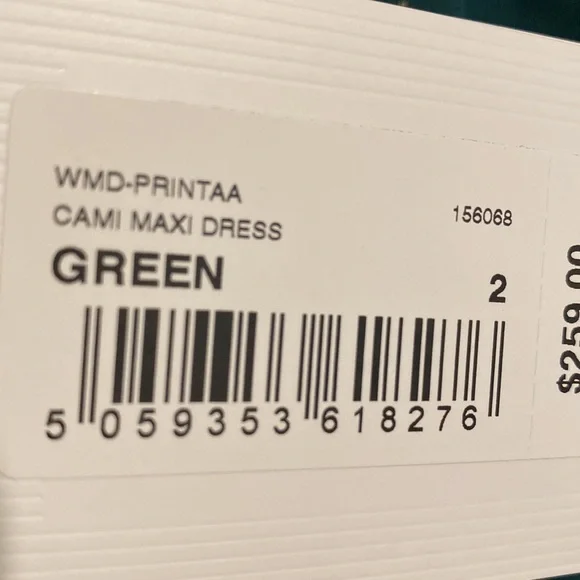 WMD-PRINTAA
CAMI MAXI DRESS
156068
GREEN
2
5 059353 618276
$259.00